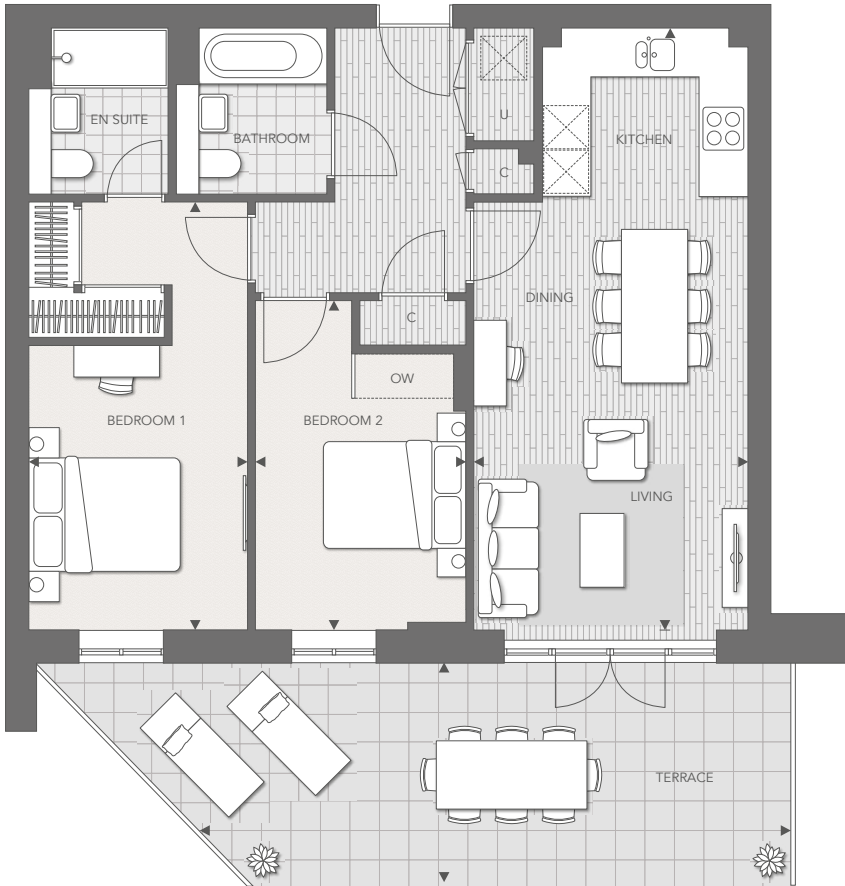 EN SUITE
BATHROOM
U
KITCHEN
C
DINING
C
OW
BEDROOM 1
BEDROOM 2
LIVING
TERRACE